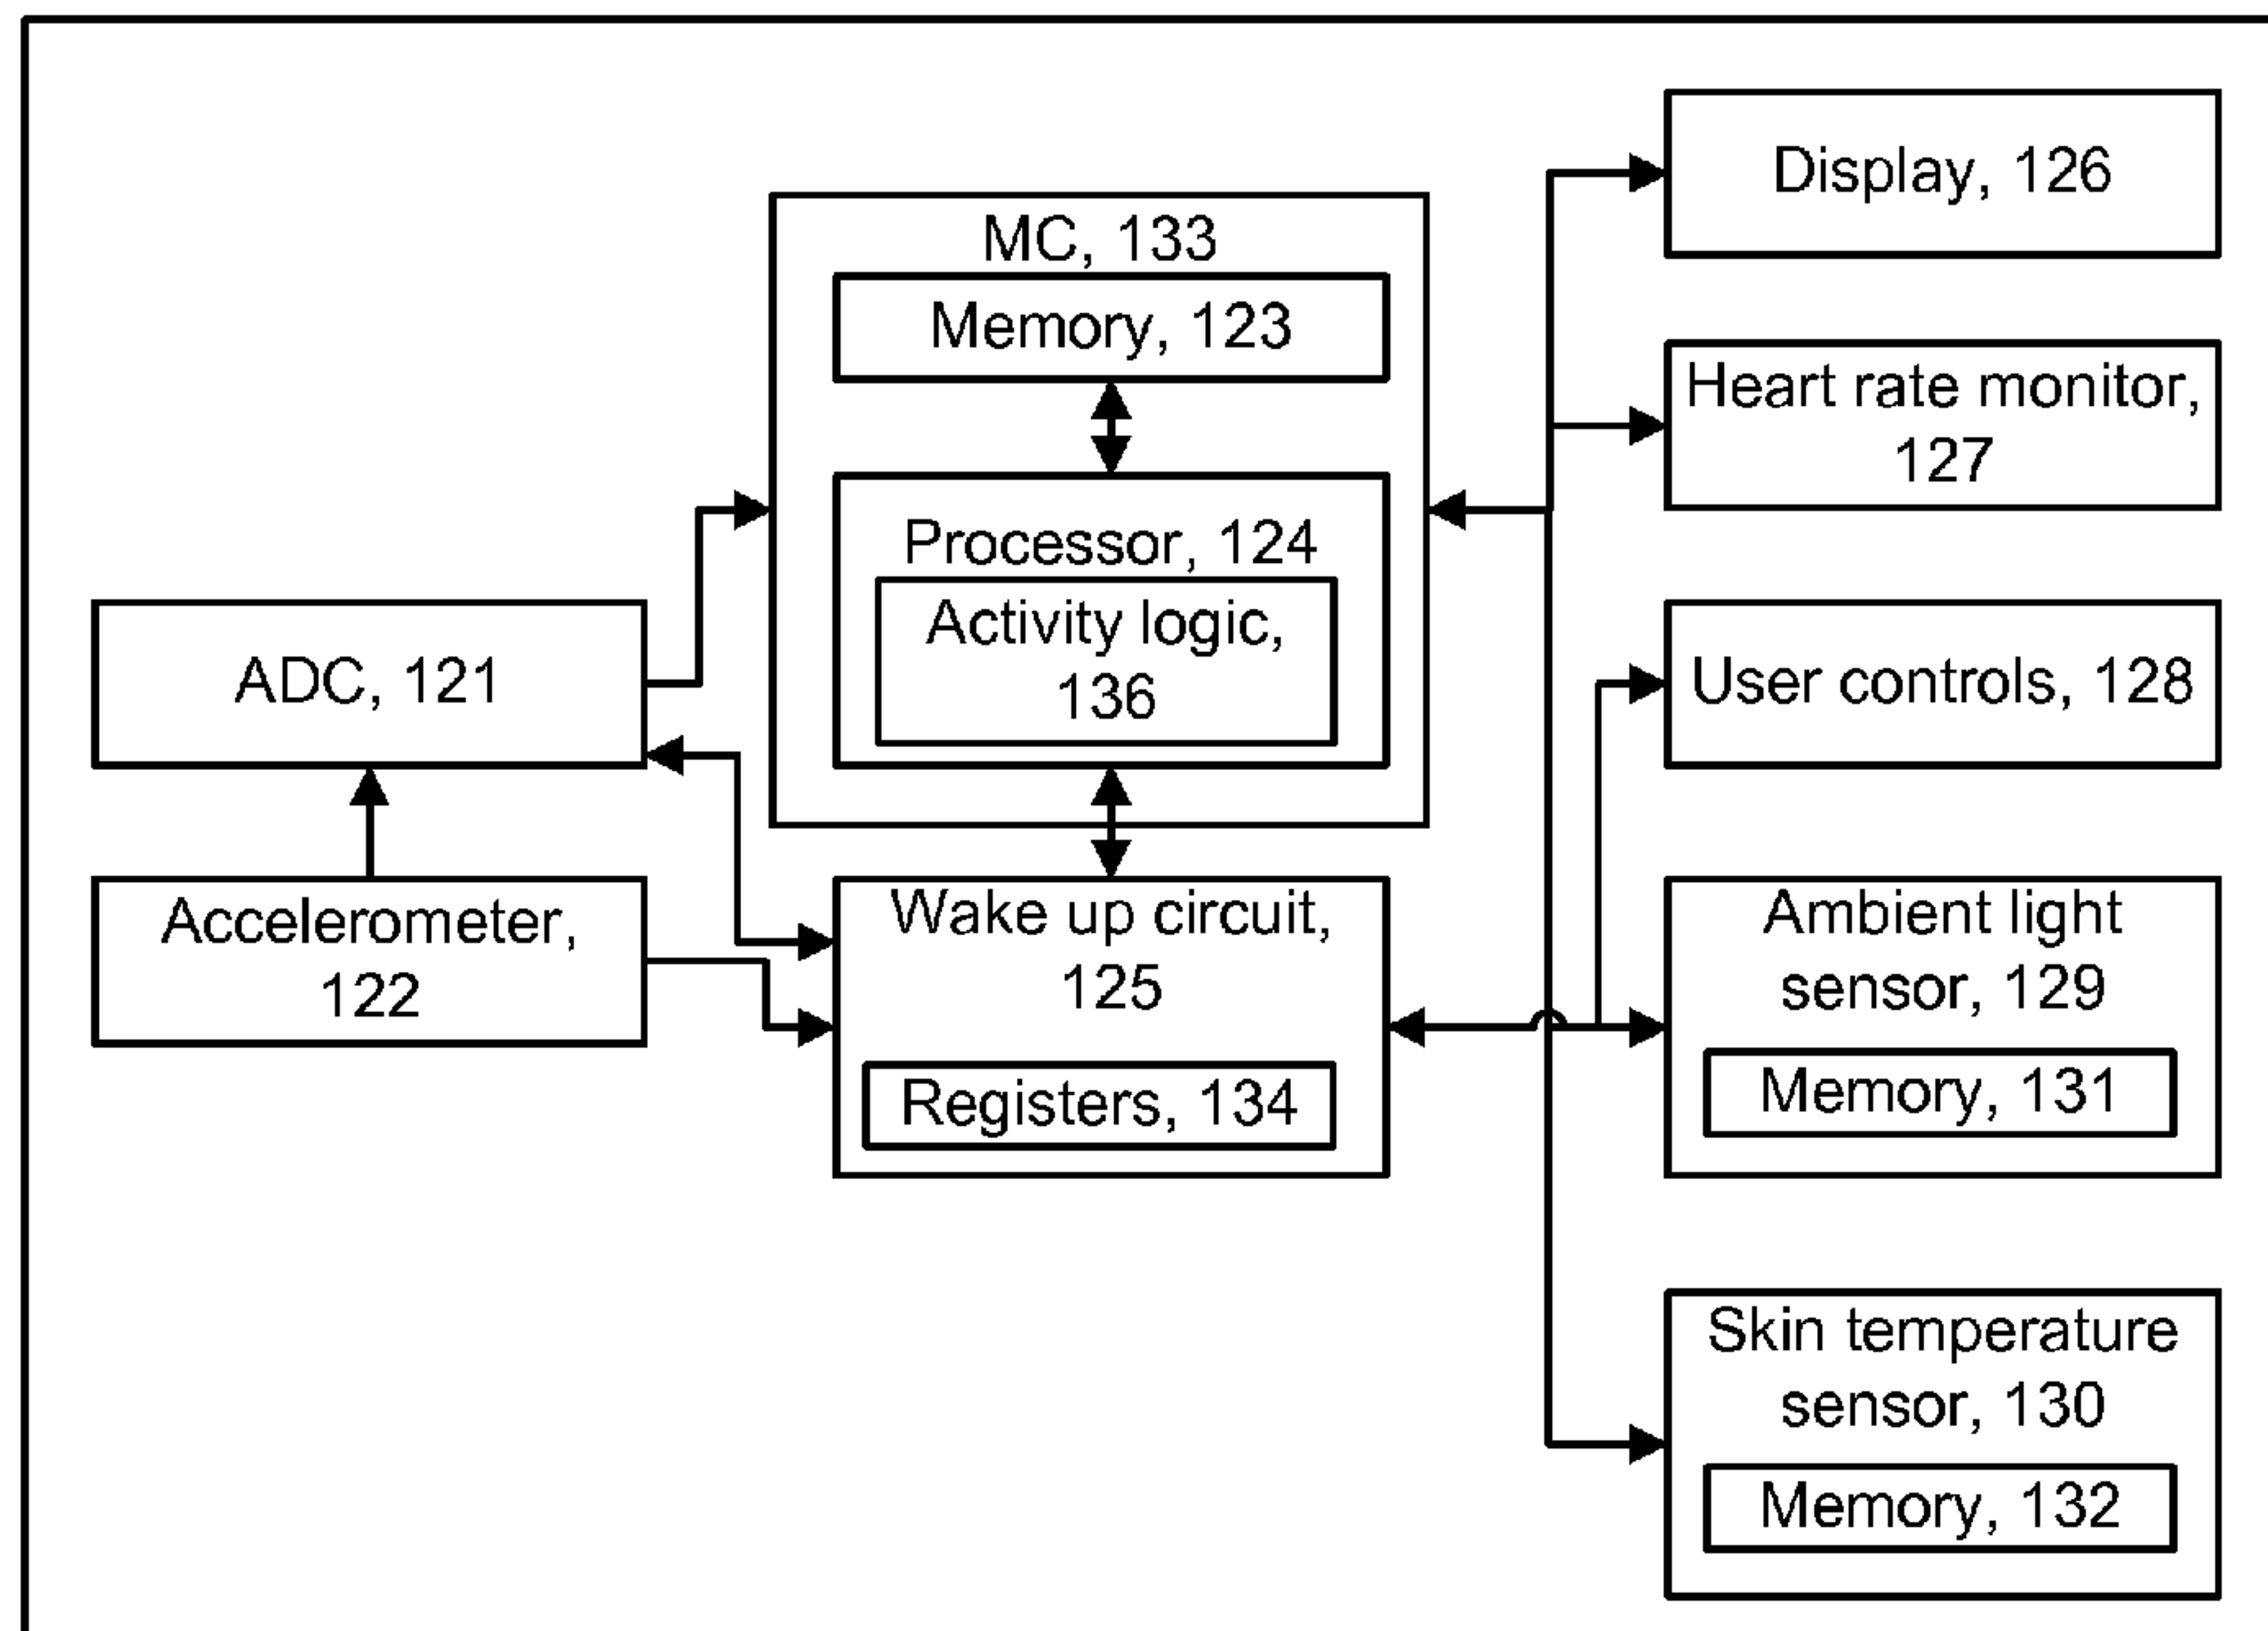 MC, 133
Memory, 123
Processor, 124
Activity logic,
136
ADC, 121
Accelerometer,
122
Wake up circuit,
125
Registers, 134
Display, 126
Heart rate monitor,
127
User controls, 128
Ambient light
sensor, 129
Memory, 131
Skin temperature
sensor, 130
Memory, 132